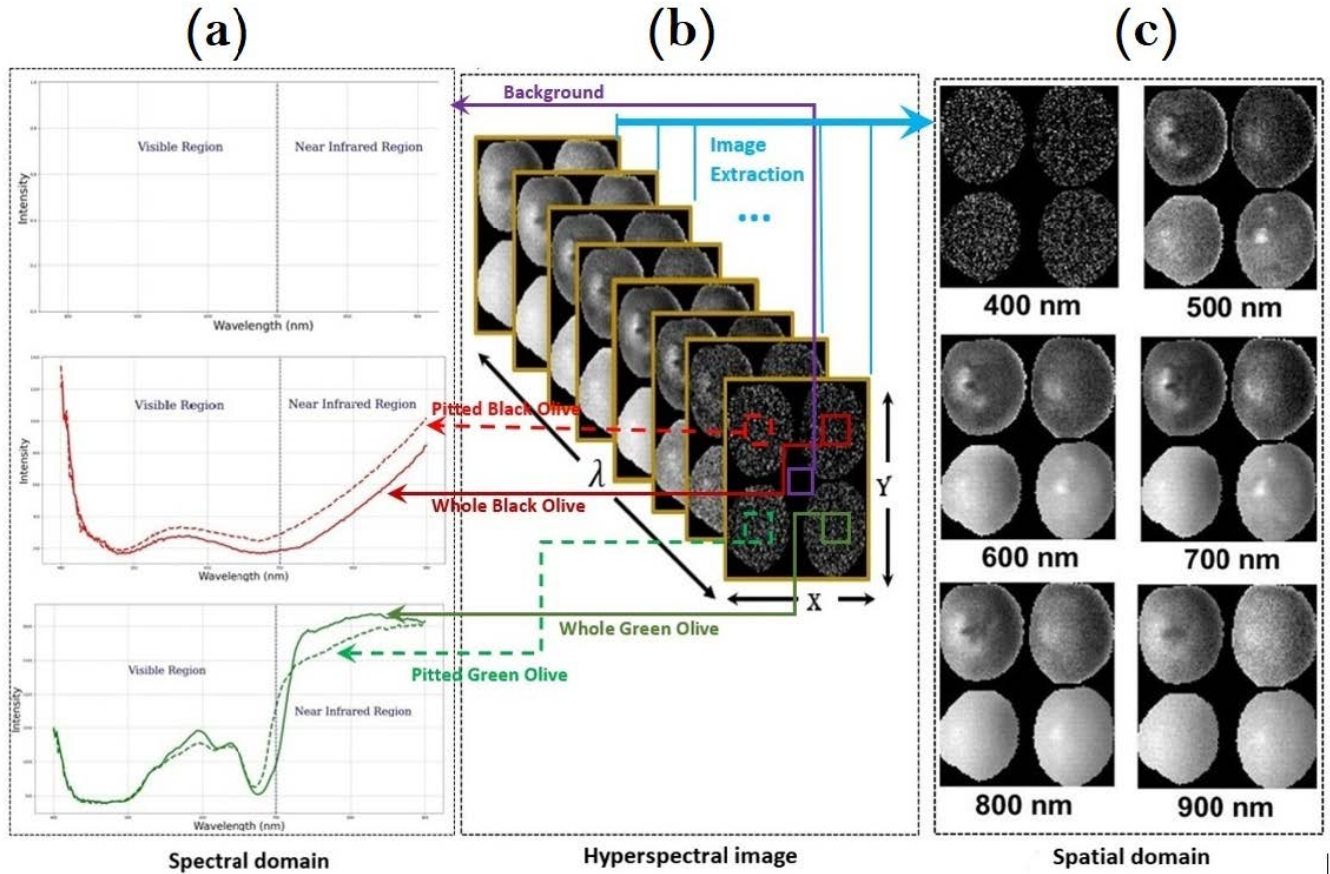 (a)
(b)
(c)
Intensity
Visible Region
Near Infrared Region
Wavelength (nm)
Visible Region
Near Infrared Region
Wavelength (nm)
Intensity
Visible Region
Near Infrared Region
Wavelength (nm)
Spectral domain
Background
Image
Extraction
...
Pitted Black Olive
Whole Black Olive
λ
Y
X
Whole Green Olive
Pitted Green Olive
Hyperspectral image
400 nm
500 nm
600 nm
700 nm
800 nm
900 nm
Spatial domain